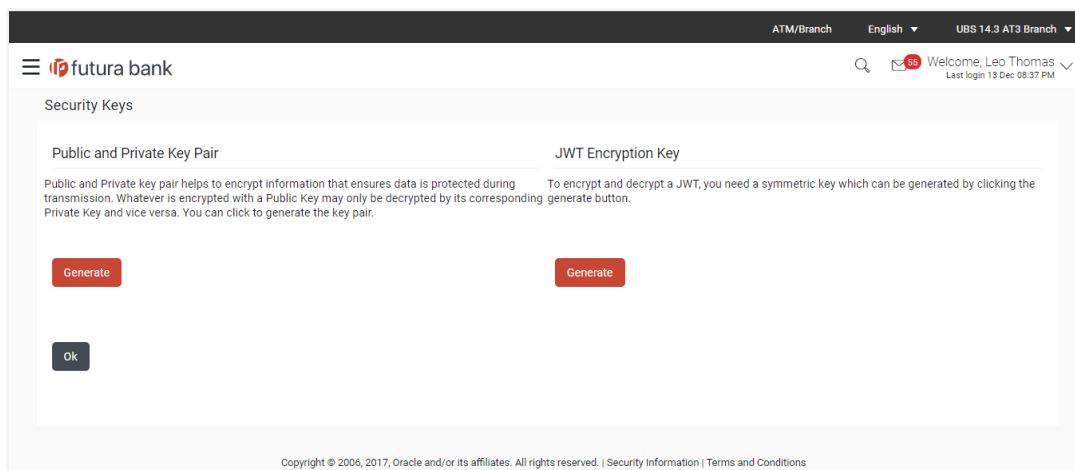 ATM/Branch English UBS 14.3 AT3 Branch
futura bank
55
Welcome, Leo Thomas
Last login 13 Dec 08:37 PM
Security Keys
Public and Private Key Pair
Public and Private key pair helps to encrypt information that ensures data is protected during
transmission. Whatever is encrypted with a Public Key may only be decrypted by its corresponding
Private Key and vice versa. You can click to generate the key pair.
Generate
JWT Encryption Key
To encrypt and decrypt a JWT, you need a symmetric key which can be generated by clicking the
generate button.
Generate
Ok
Copyright © 2006, 2017, Oracle and/or its affiliates. All rights reserved. | Security Information | Terms and Conditions